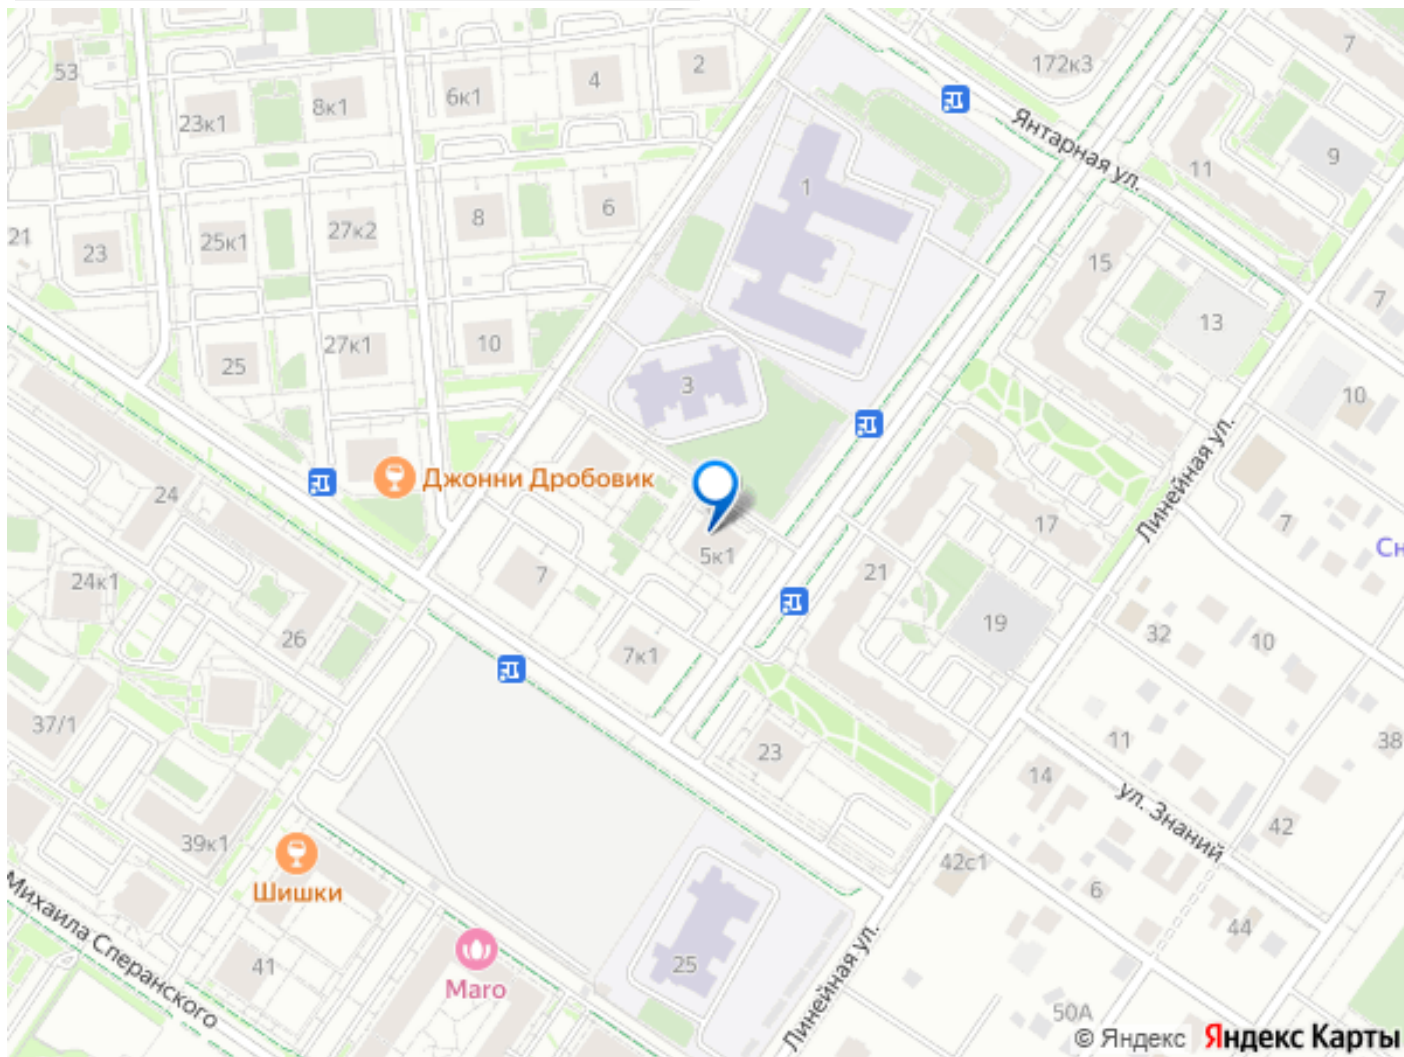 53
23к1
8к1
6к1
4
2
172к3
7
Янтарная ул.
11
9
1
21
23
25к1
27к2
8
6
15
13
7
25
27к1
10
3
10
Линейная ул.
24
Джонни Дробовик
17
7
Сн
24к1
26
7
5к1
21
19
32
10
7к1
37/1
23
11
38
14
ул. Знаний
42
39к1
Шишки
42с1
6
44
Михаила Сперанского
41
Maro
25
Линейная ул.
50А
© Яндекс Яндекс Карты